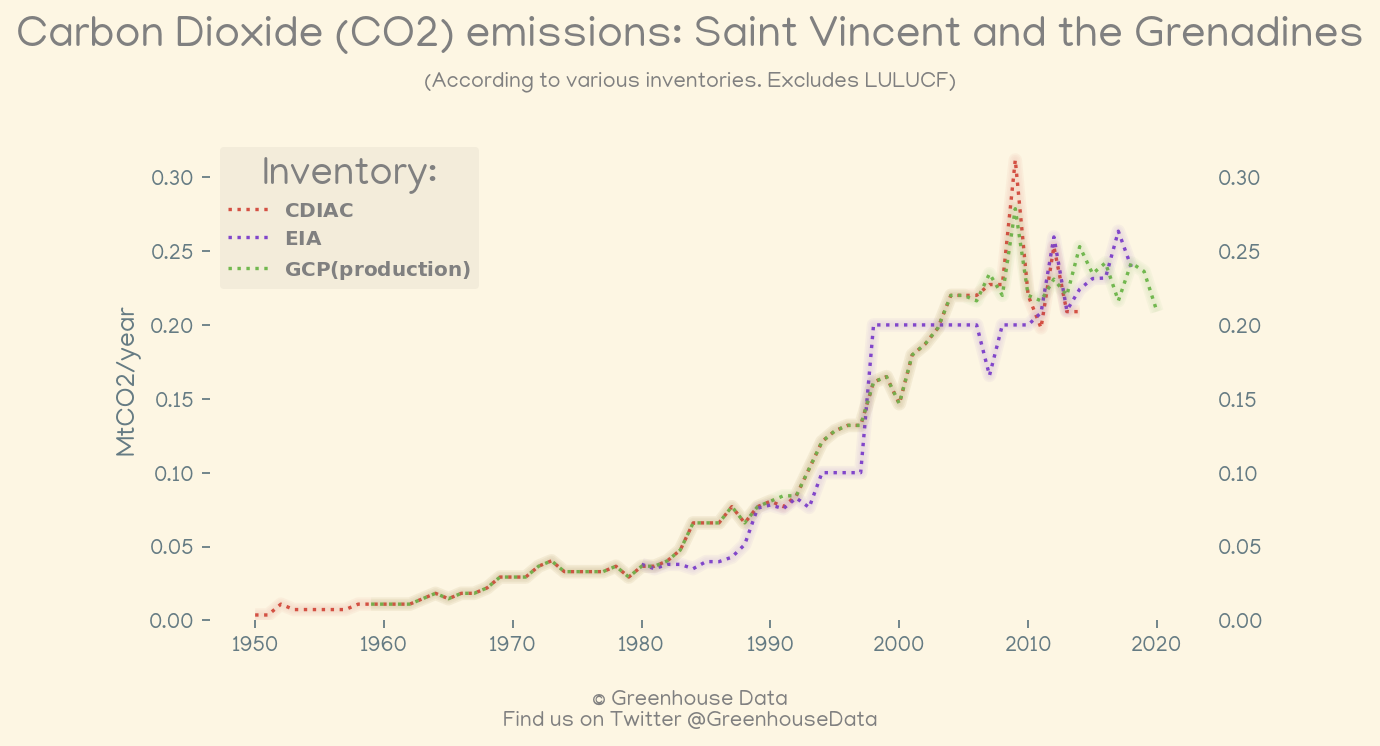 Carbon Dioxide (CO2) emissions: Saint Vincent and the Grenadines
(According to various inventories. Excludes LULUCF)
Inventory:
CDIAC
EIA
GCP(production)
MtCO2/year
0.30
0.25
0.20
0.15
0.10
0.05
0.00
0.30
0.25
0.20
0.15
0.10
0.05
0.00
1950 1960 1970 1980 1990 2000 2010 2020
© Greenhouse Data
Find us on Twitter @GreenhouseData